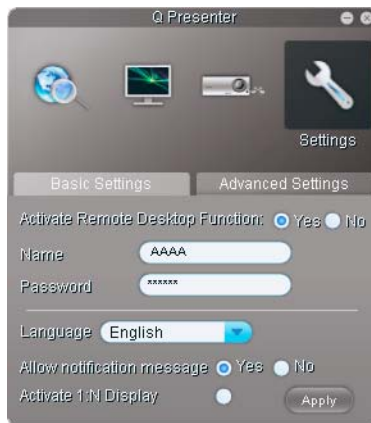 Q Presenter
Settings
Basic Settings Advanced Settings
Activate Remote Desktop Function: Yes No
Name AAAA
Password ******
Language English
Allow notification message Yes No
Activate 1:N Display Apply